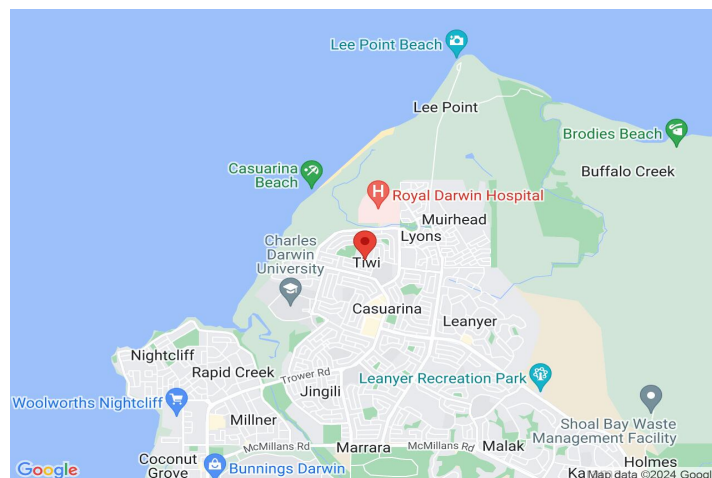 Lee Point Beach
Lee Point
Brodies Beach
Buffalo Creek
Casuarina
Beach
Royal Darwin Hospital
Muirhead
Lyons
Charles
Darwin
University
Tiwi
Casuarina
Leanyer
Nightcliff
Rapid Creek
Trower Rd
Leanyer Recreation Park
Jingili
Woolworths Nightcliff
Millner
Shoal Bay Waste
Management Facility
McMillans Rd
Marrara
McMillans Rd
Malak
Coconut
Grove
Bunnings Darwin
Holmes
Google
Map data ©2024 Googl